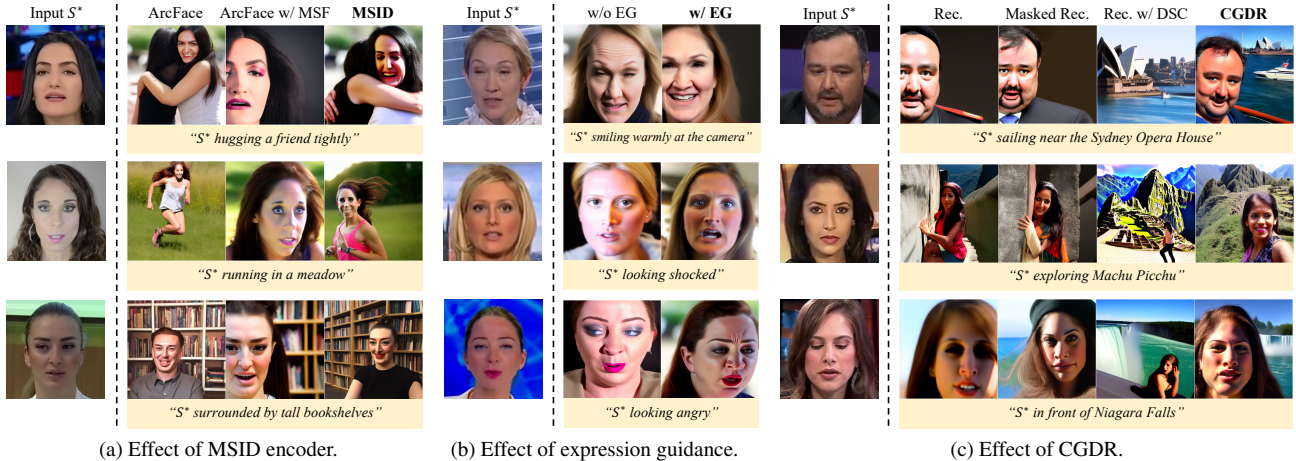 Input S*
ArcFace
ArcFace w/ MSF
MSID
"S* hugging a friend tightly"
"S* running in a meadow"
"S* surrounded by tall bookshelves"
(a) Effect of MSID encoder.
Input S*
w/o EG
w/ EG
"S* smiling warmly at the camera"
"S* looking shocked"
"S* looking angry"
(b) Effect of expression guidance.
Input S*
Rec.
Masked Rec.
Rec. w/ DSC
CGDR
"S* sailing near the Sydney Opera House"
"S* exploring Machu Picchu"
"S* in front of Niagara Falls"
(c) Effect of CGDR.